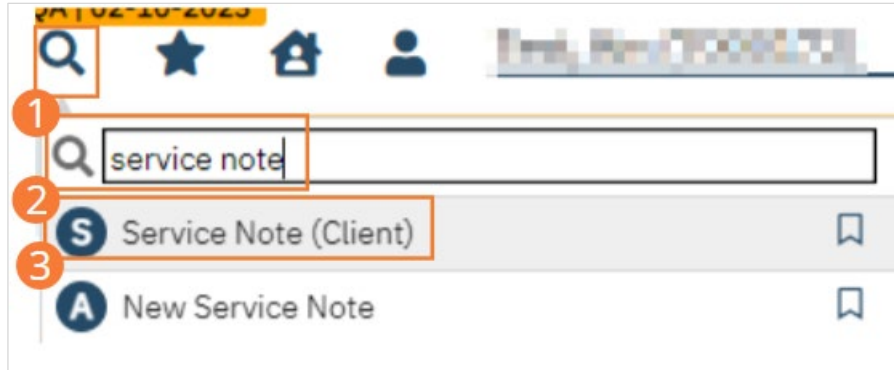 QA | 02-10-2023
1
service note
2
S Service Note (Client)
3
A New Service Note